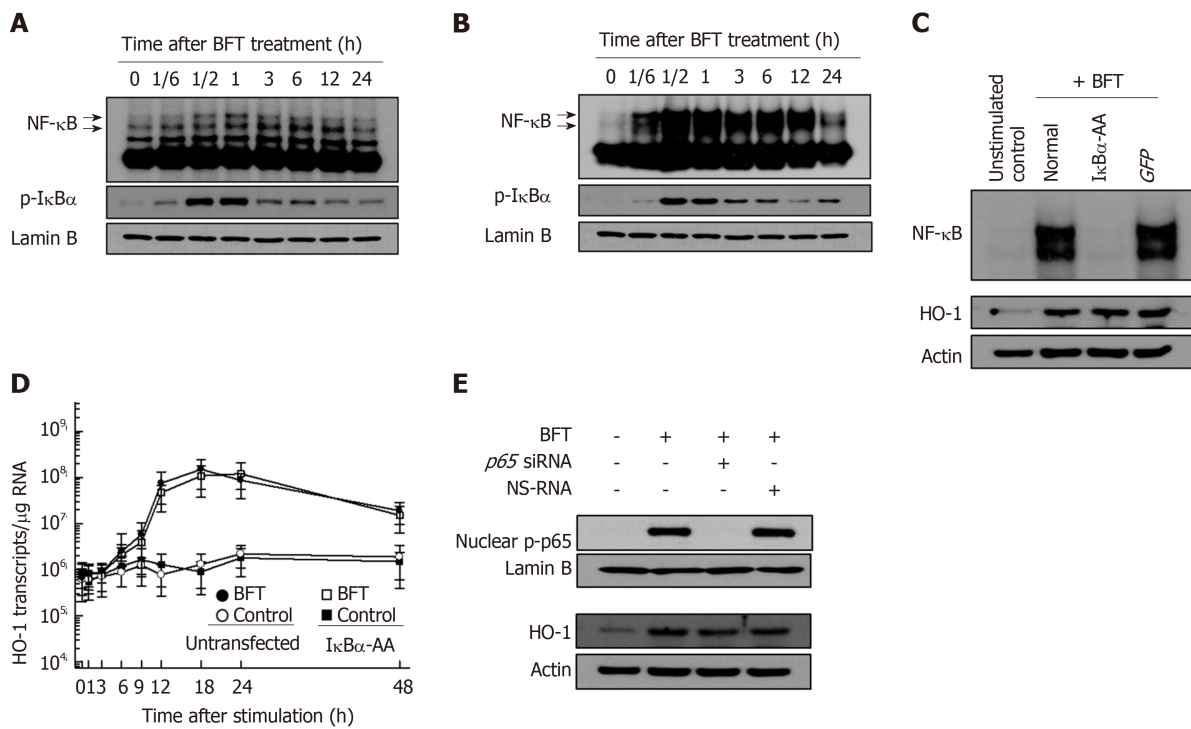 A
Time after BFT treatment (h)
0 1/6 1/2 1 3 6 12 24
NF-κB
p-IκBα
Lamin B
B
Time after BFT treatment (h)
0 1/6 1/2 1 3 6 12 24
NF-κB
p-IκBα
Lamin B
C
+ BFT
Unstimulated control
Normal
IκBα-AA
GFP
NF-κB
HO-1
Actin
D
HO-1 transcripts/μg RNA
10⁹
10⁸
10⁷
10⁶
10⁵
10⁴
BFT BFT
Control Control
Untransfected IκBα-AA
0 1 3 6 9 12 18 24 48
Time after stimulation (h)
E
BFT - + + +
p65 siRNA - - + -
NS-RNA - - - +
Nuclear p-p65
Lamin B
HO-1
Actin